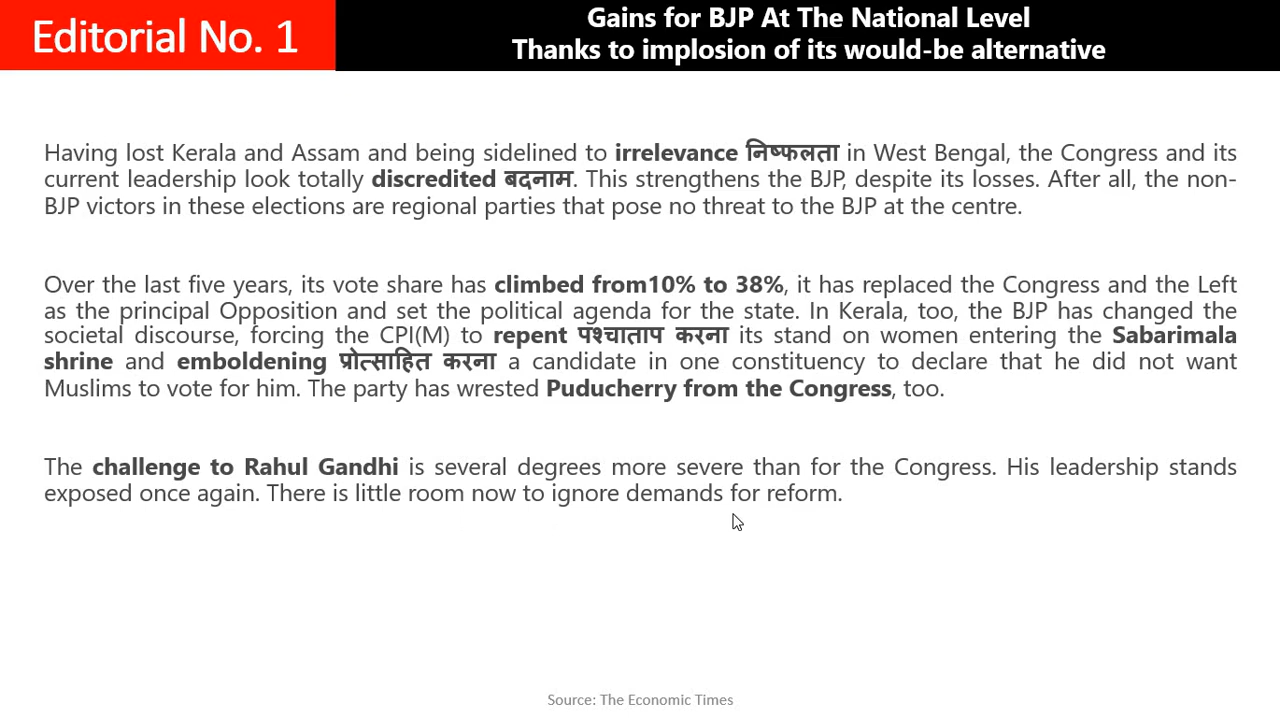 Editorial No. 1
Gains for BJP At The National Level
Thanks to implosion of its would-be alternative
Having lost Kerala and Assam and being sidelined to irrelevance निष्फलता in West Bengal, the Congress and its
current leadership look totally discredited बदनाम. This strengthens the BJP, despite its losses. After all, the non-
BJP victors in these elections are regional parties that pose no threat to the BJP at the centre.
Over the last five years, its vote share has climbed from10% to 38%, it has replaced the Congress and the Left
as the principal Opposition and set the political agenda for the state. In Kerala, too, the BJP has changed the
societal discourse, forcing the CPI(M) to repent पश्चाताप करना its stand on women entering the Sabarimala
shrine and emboldening प्रोत्साहित करना a candidate in one constituency to declare that he did not want
Muslims to vote for him. The party has wrested Puducherry from the Congress, too.
The challenge to Rahul Gandhi is several degrees more severe than for the Congress. His leadership stands
exposed once again. There is little room now to ignore demands for reform.
Source: The Economic Times